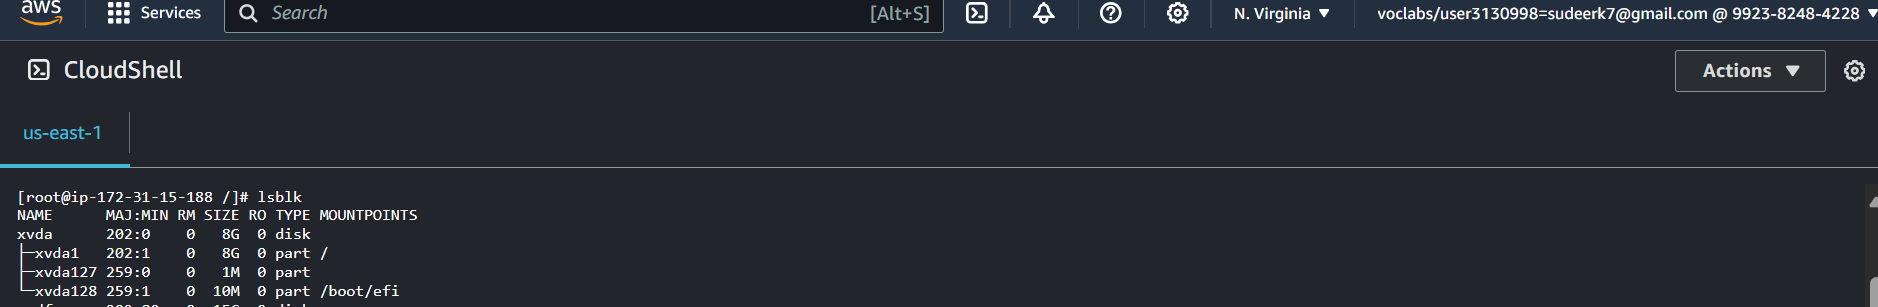 aws
Services
Search
[Alt+S]
N. Virginia
voclabs/user3130998=sudeerk7@gmail.com @ 9923-8248-4228
CloudShell
Actions
us-east-1
[root@ip-172-31-15-188 /]# lsblk
NAME MAJ:MIN RM SIZE RO TYPE MOUNTPOINTS
xvda 202:0 0 8G 0 disk
├─xvda1 202:1 0 8G 0 part /
├─xvda127 259:0 0 1M 0 part
└─xvda128 259:1 0 10M 0 part /boot/efi